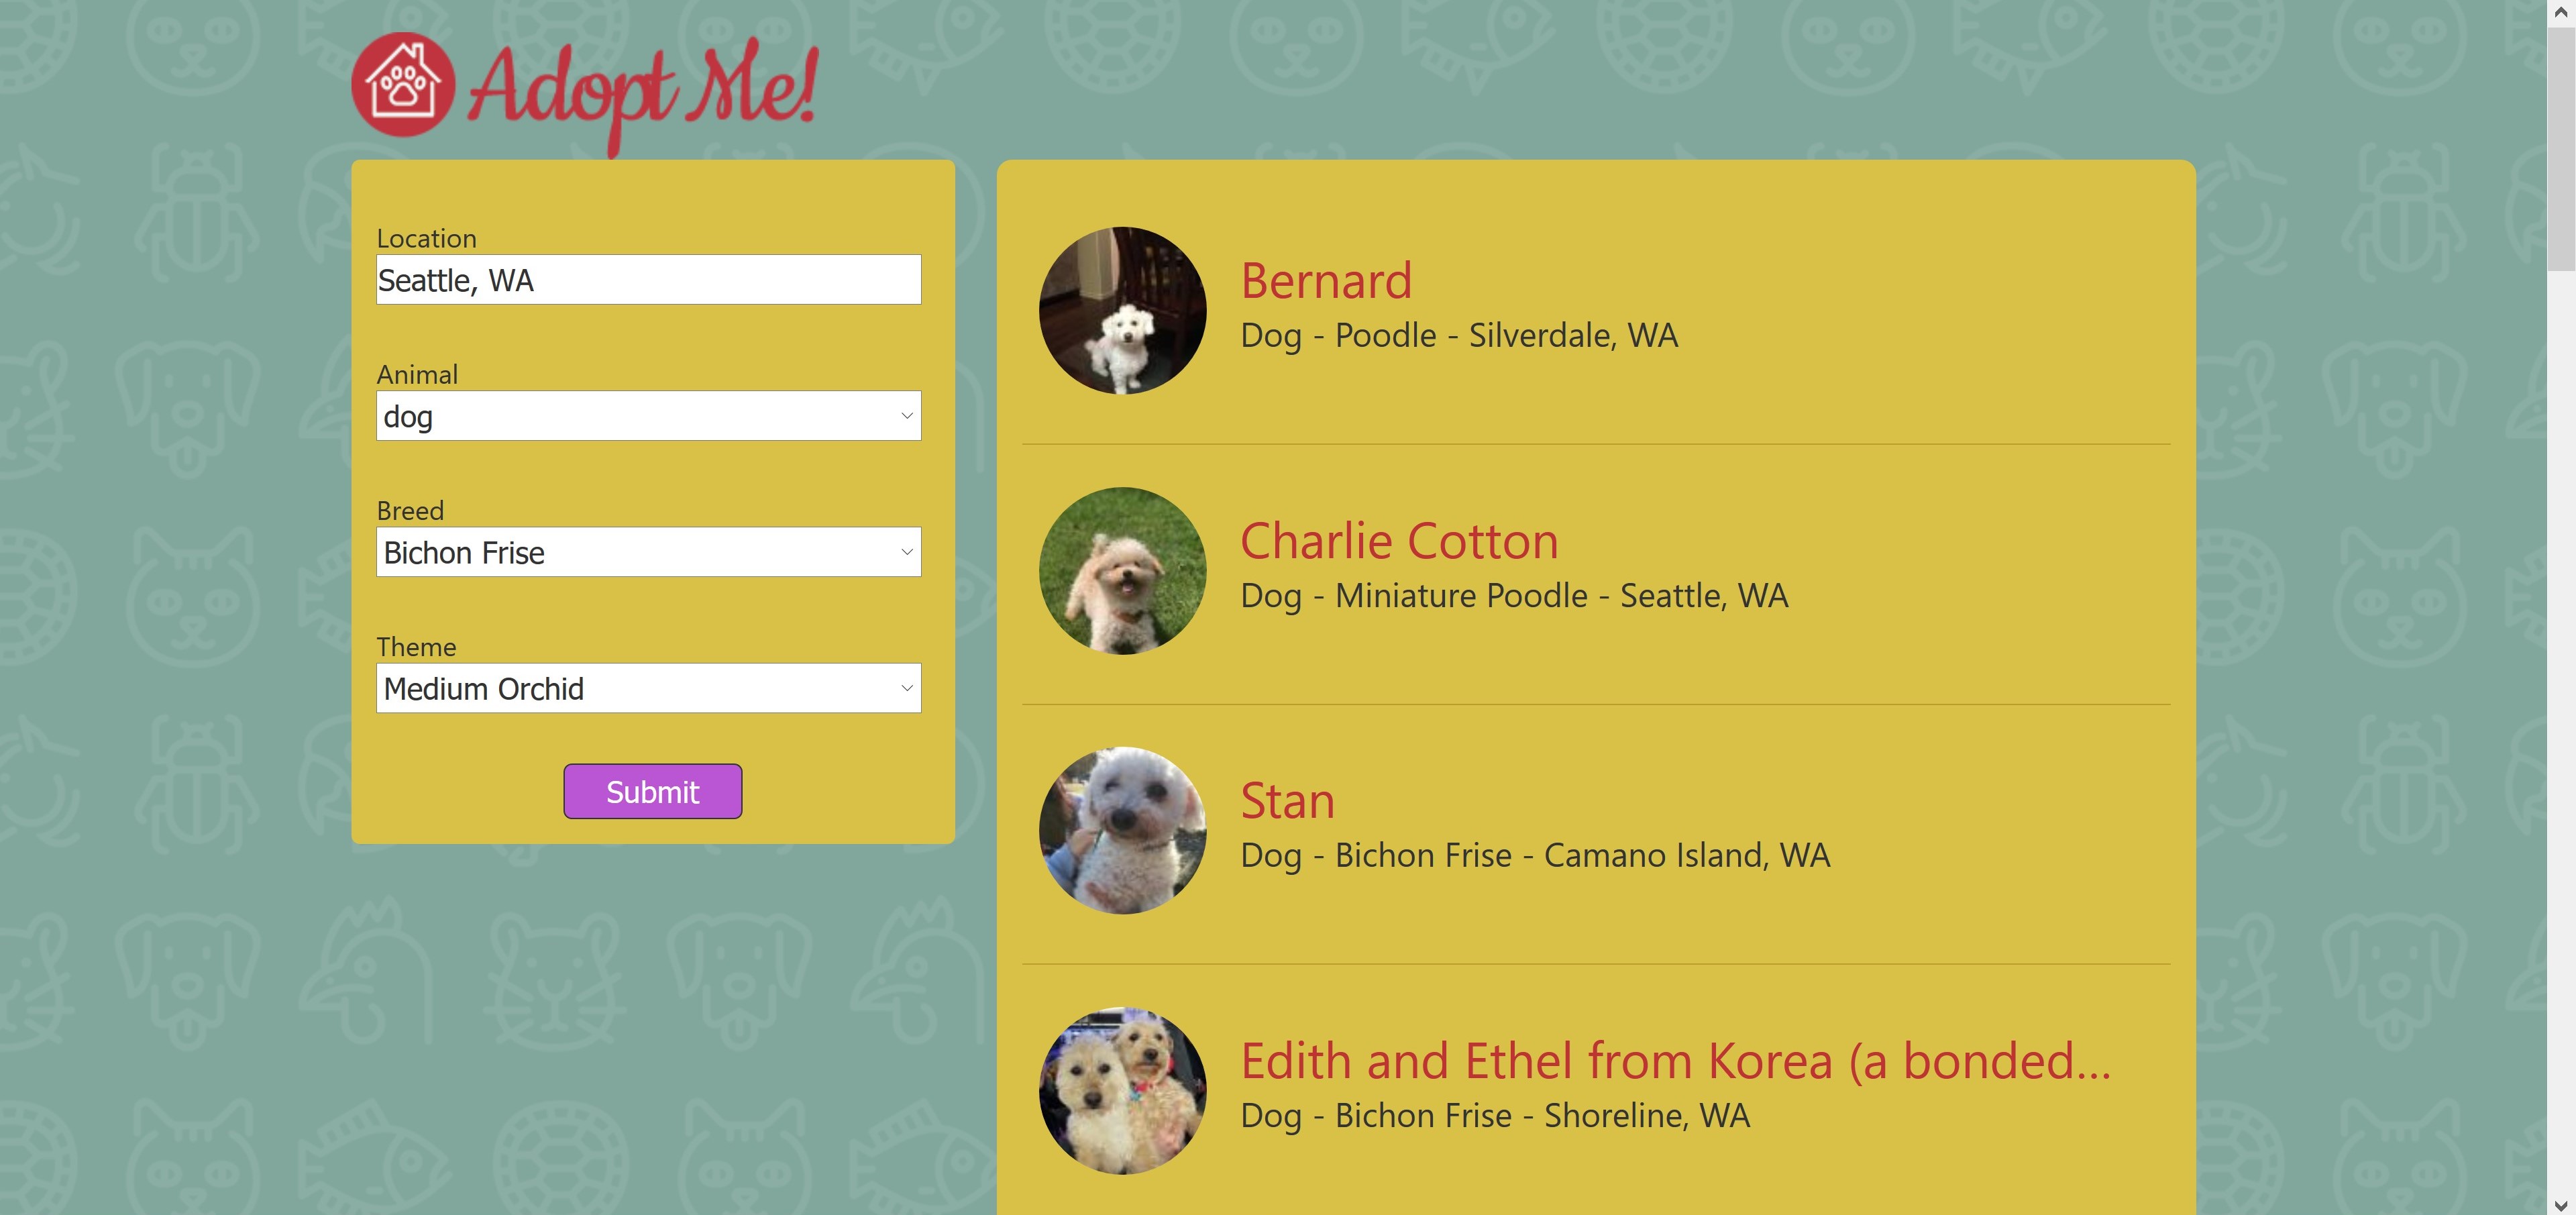 Adopt Me!
Location
Seattle, WA
Animal
dog
Breed
Bichon Frise
Theme
Medium Orchid
Submit
Bernard
Dog - Poodle - Silverdale, WA
Charlie Cotton
Dog - Miniature Poodle - Seattle, WA
Stan
Dog - Bichon Frise - Camano Island, WA
Edith and Ethel from Korea (a bonded...
Dog - Bichon Frise - Shoreline, WA